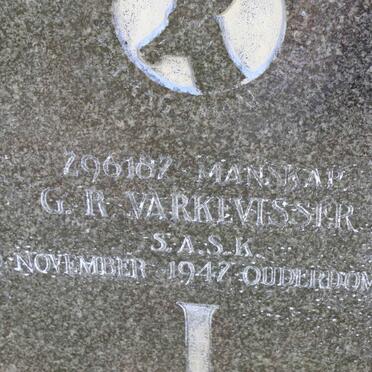 296187 MANSKAP
G. R. VARKEVISSER
S.A.S.K.
NOVEMBER 1947 OUDERDOM